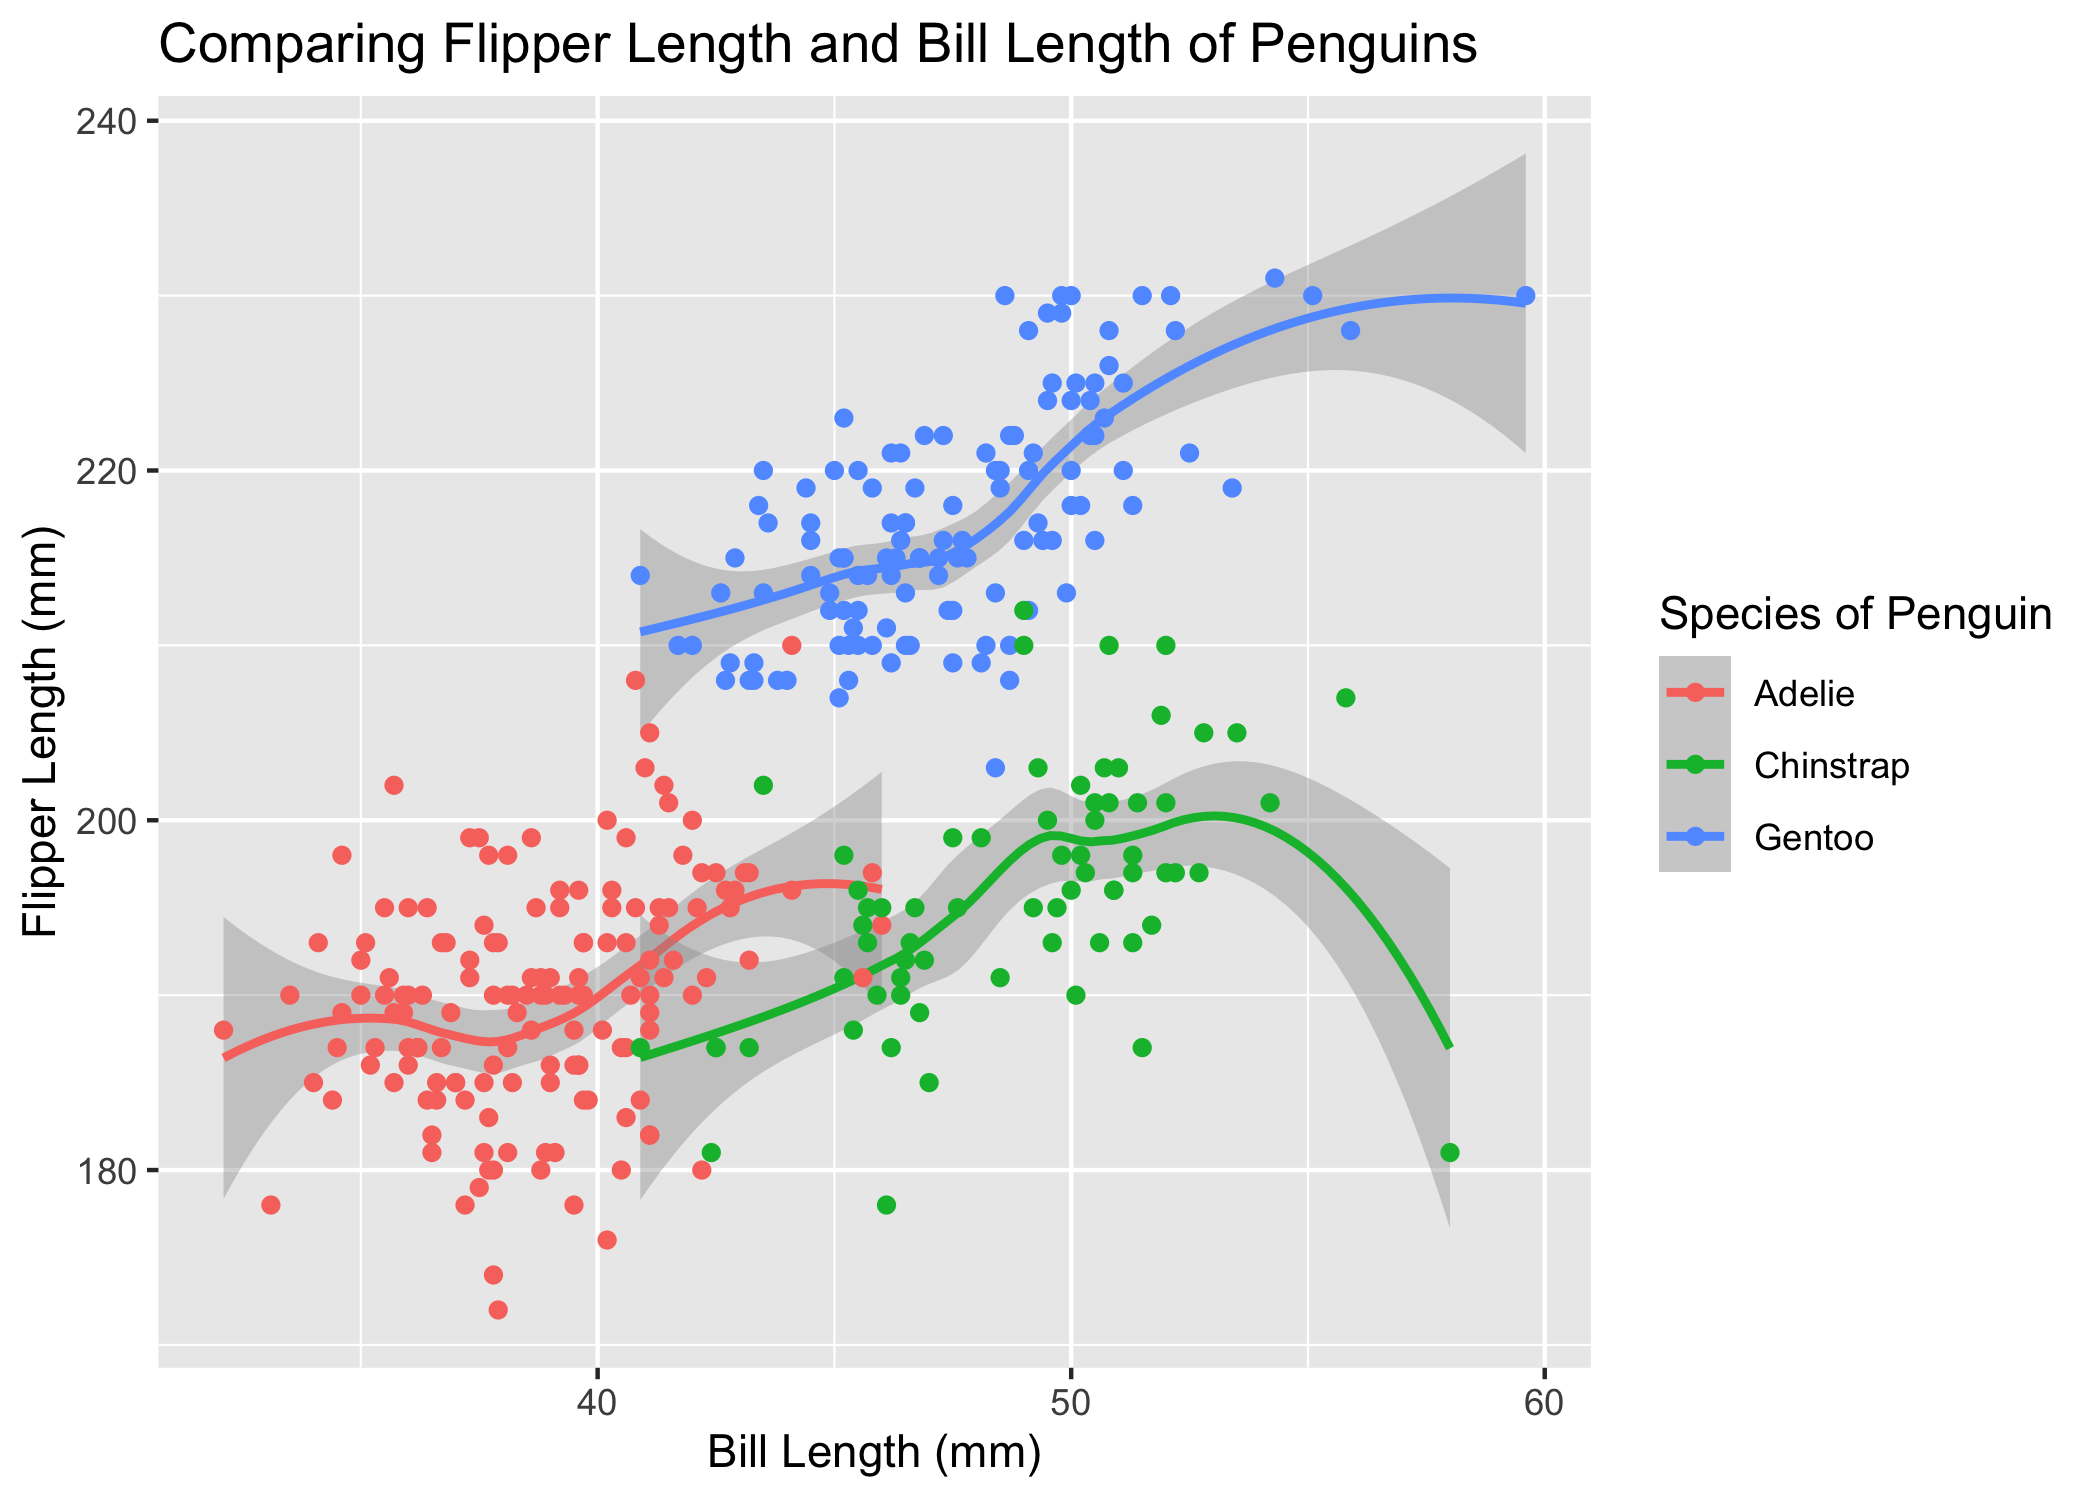 Comparing Flipper Length and Bill Length of Penguins
240
220
200
180
Flipper Length (mm)
40
50
60
Bill Length (mm)
Species of Penguin
Adelie
Chinstrap
Gentoo